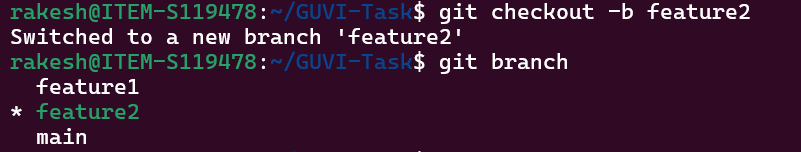 rakesh@ITEM-S119478:~/GUVI-Task$ git checkout -b feature2
Switched to a new branch 'feature2'
rakesh@ITEM-S119478:~/GUVI-Task$ git branch
  feature1
* feature2
  main